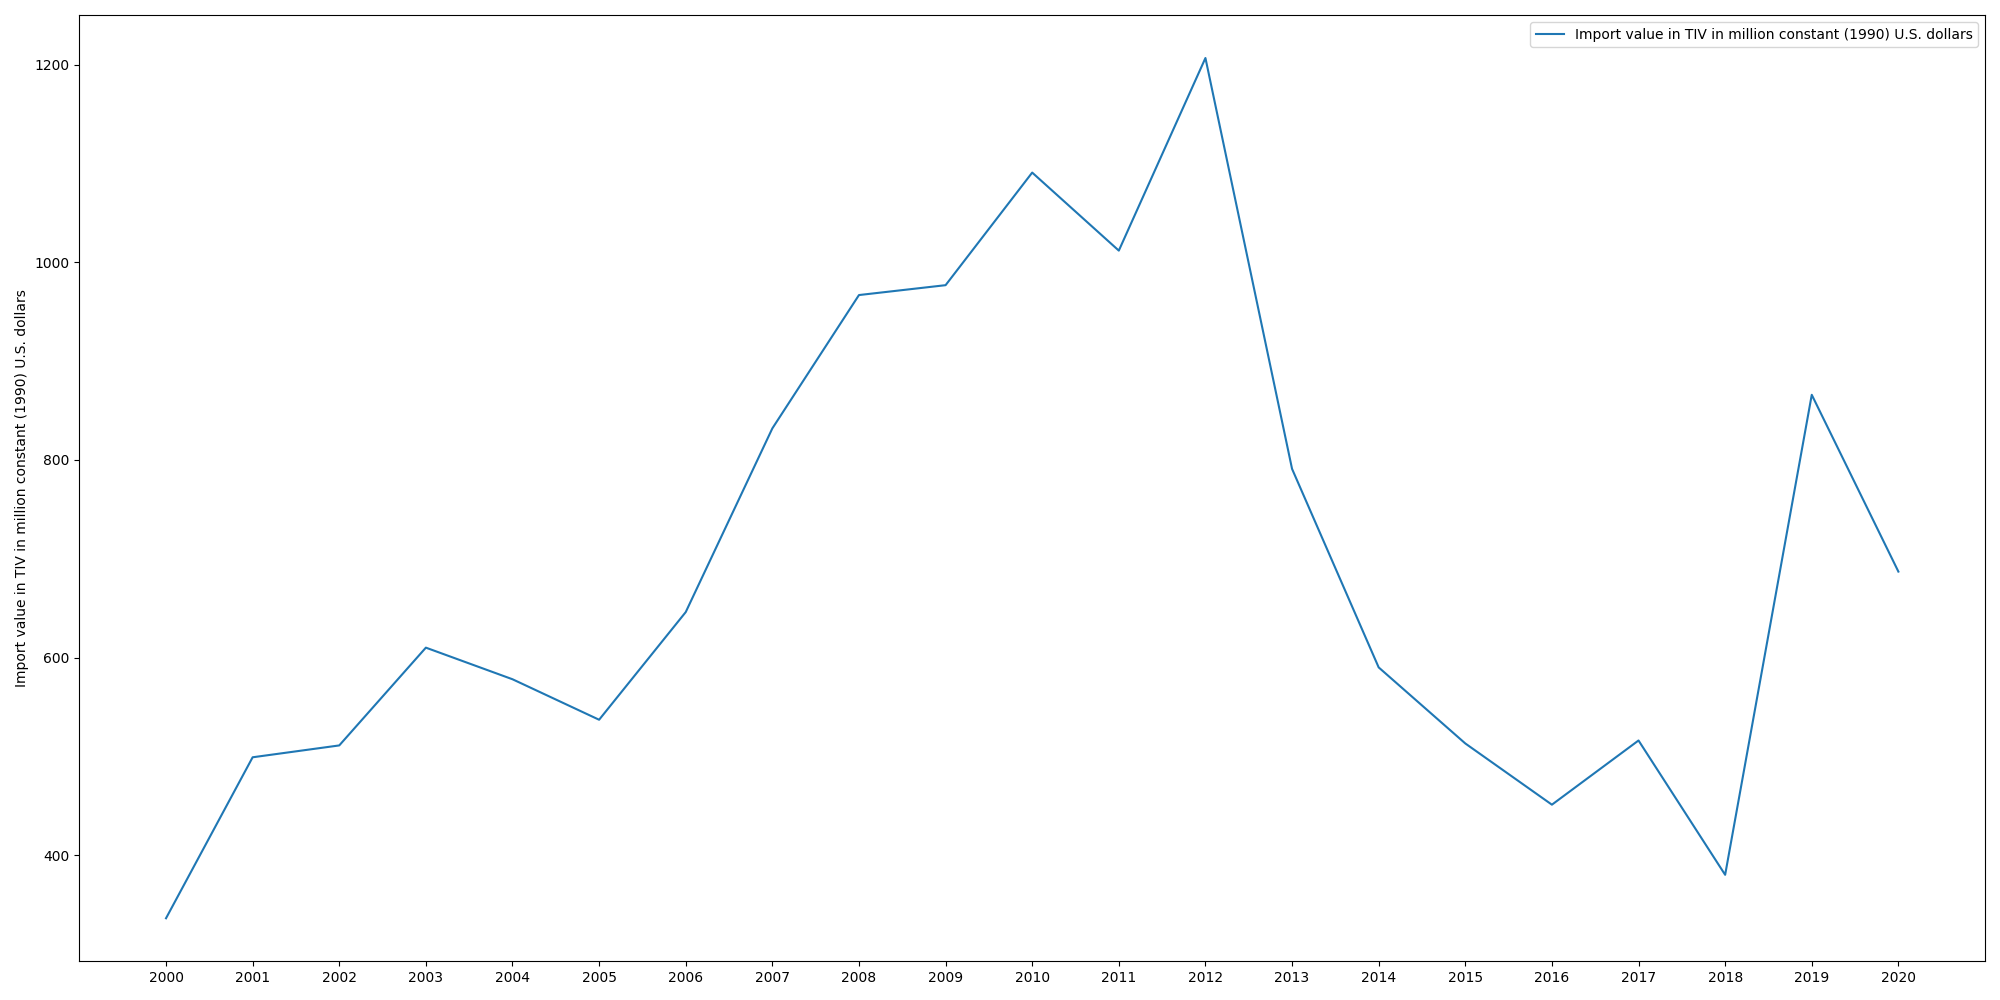 Import value in TIV in million constant (1990) U.S. dollars
Import value in TIV in million constant (1990) U.S. dollars
1200
1000
800
600
400
2000 2001 2002 2003 2004 2005 2006 2007 2008 2009 2010 2011 2012 2013 2014 2015 2016 2017 2018 2019 2020